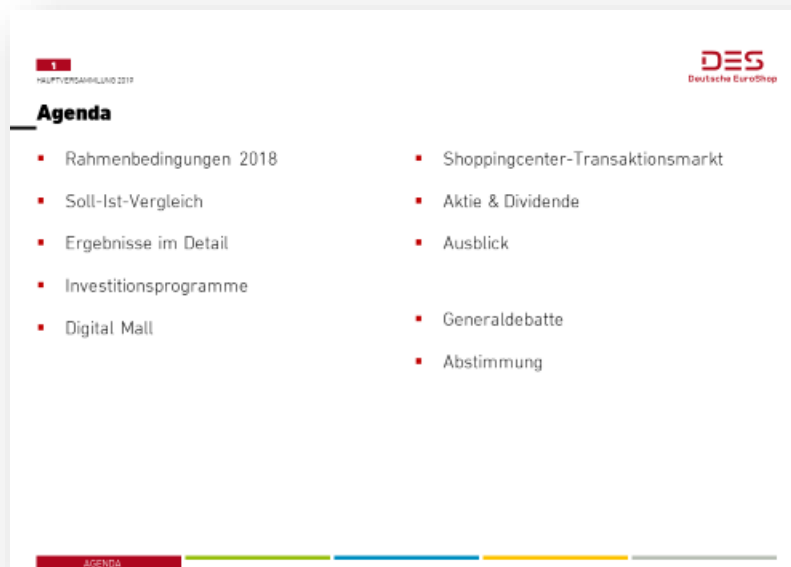 1
HAUPTVERSAMMLUNG 2019
DES
Deutsche EuroShop
Agenda
Rahmenbedingungen 2018
Soll-Ist-Vergleich
Ergebnisse im Detail
Investitionsprogramme
Digital Mall
Shoppingcenter-Transaktionsmarkt
Aktie & Dividende
Ausblick
Generaldebatte
Abstimmung
AGENDA